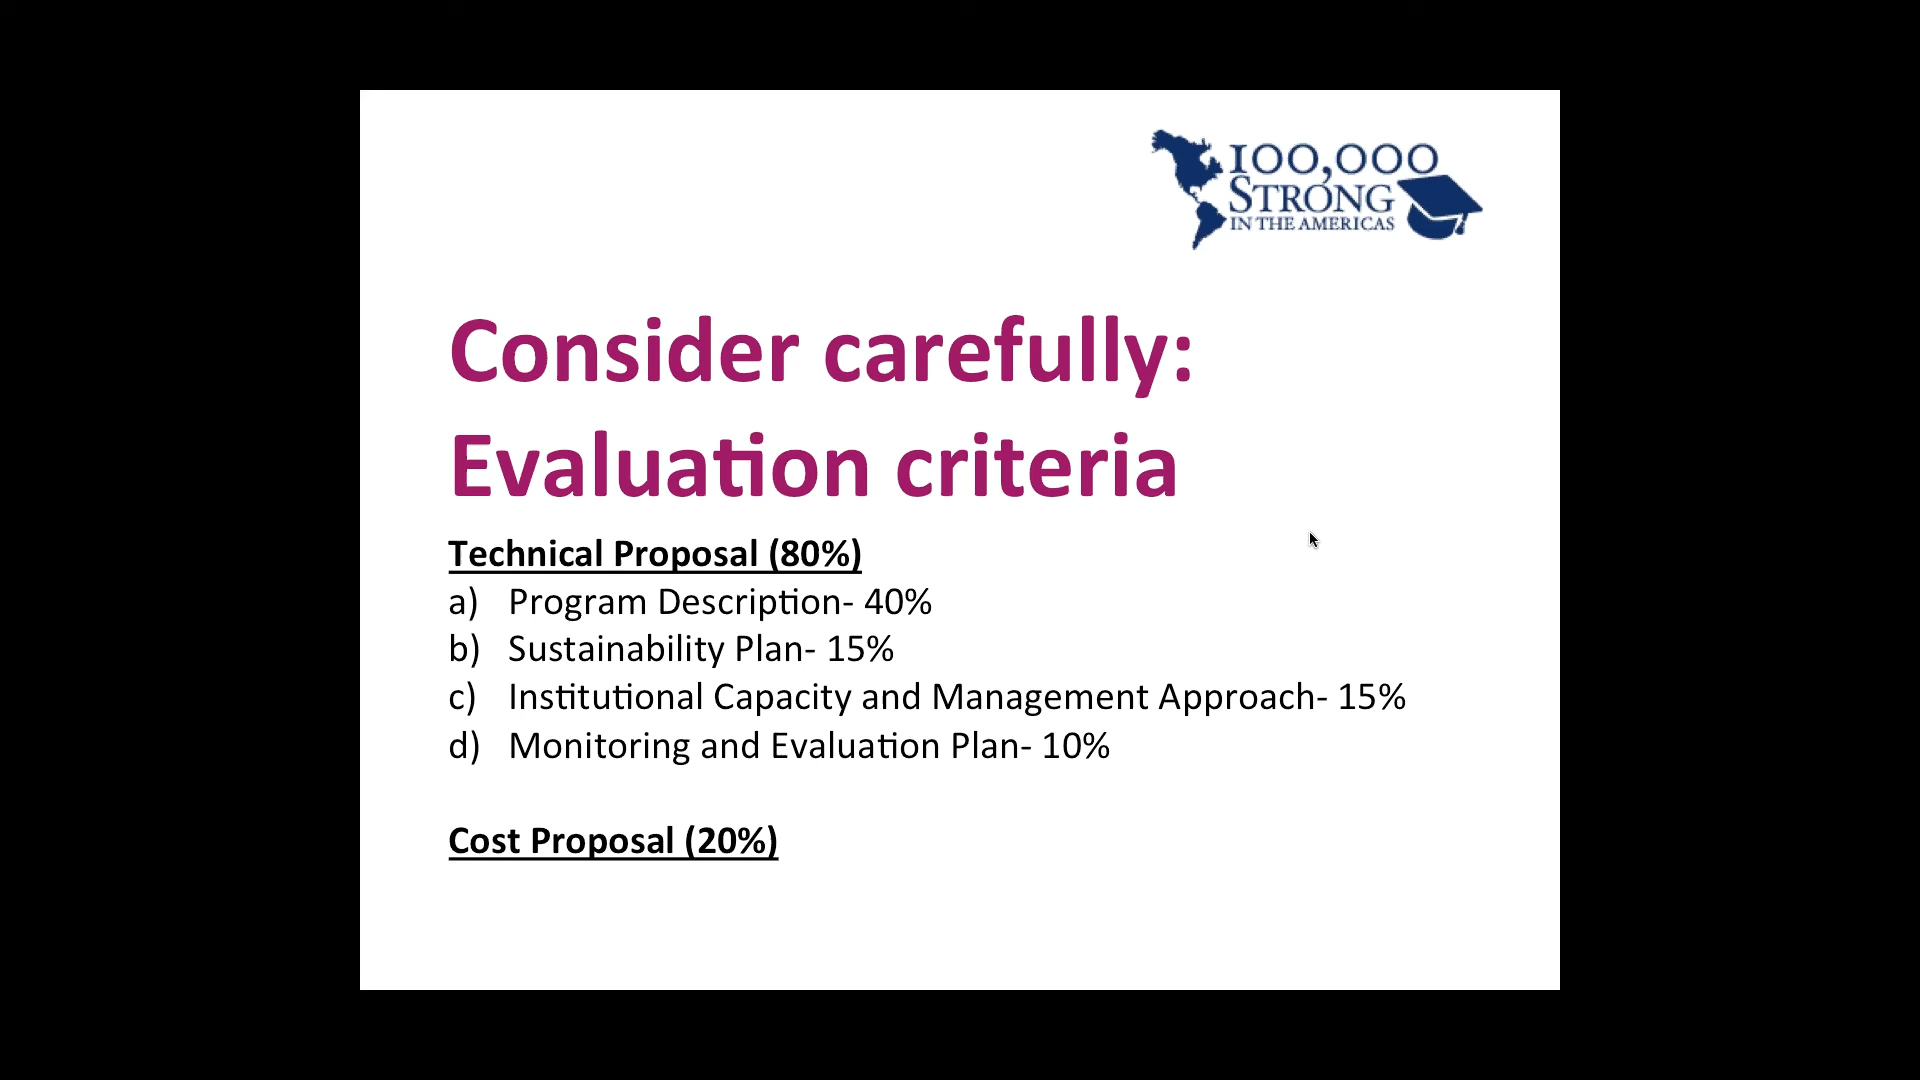 100,000
STRONG
IN THE AMERICAS
Consider carefully:
Evaluation criteria
Technical Proposal (80%)
a) Program Description- 40%
b) Sustainability Plan- 15%
c) Institutional Capacity and Management Approach- 15%
d) Monitoring and Evaluation Plan- 10%
Cost Proposal (20%)